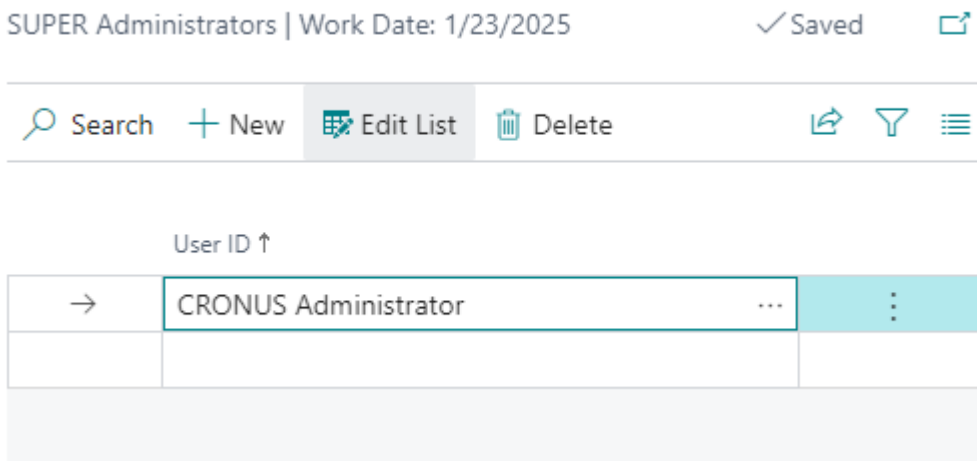 SUPER Administrators | Work Date: 1/23/2025 ✓ Saved
Search + New Edit List Delete
User ID ↑
→ CRONUS Administrator ...